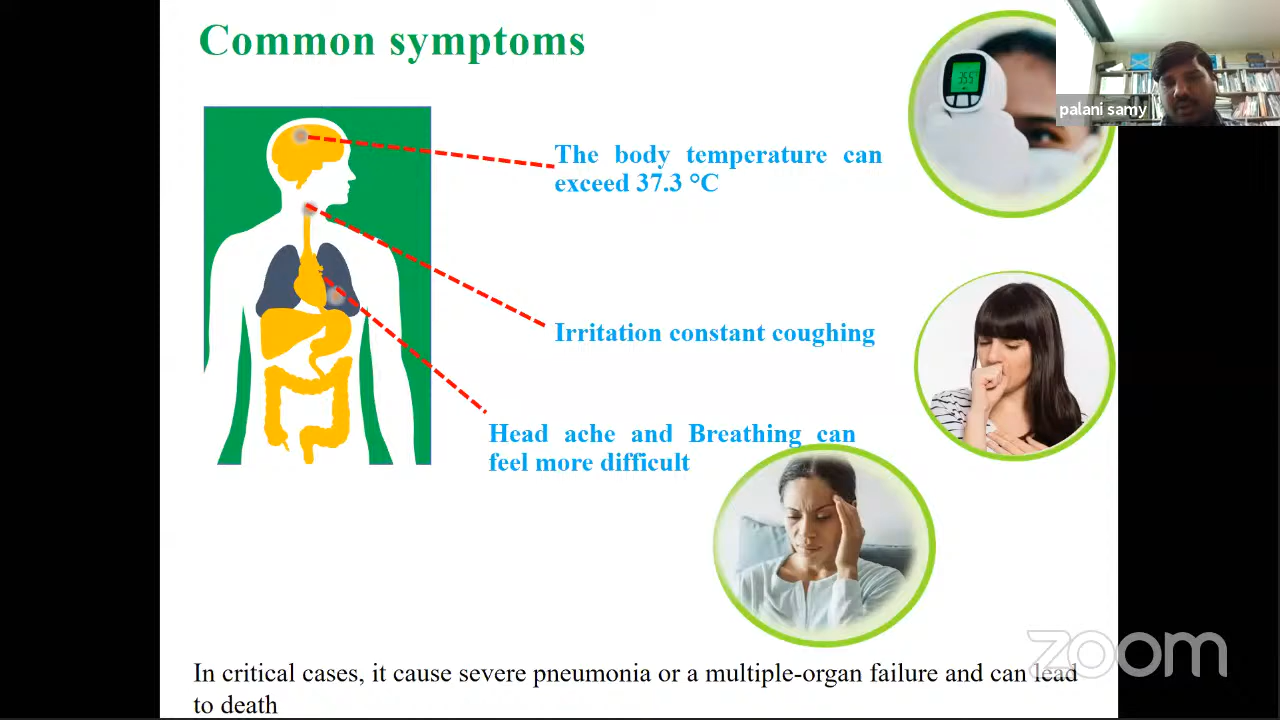 Common symptoms
palani samy
The body temperature can
exceed 37.3 °C
Irritation constant coughing
Head ache and Breathing can
feel more difficult
zoom
In critical cases, it cause severe pneumonia or a multiple-organ failure and can lead
to death